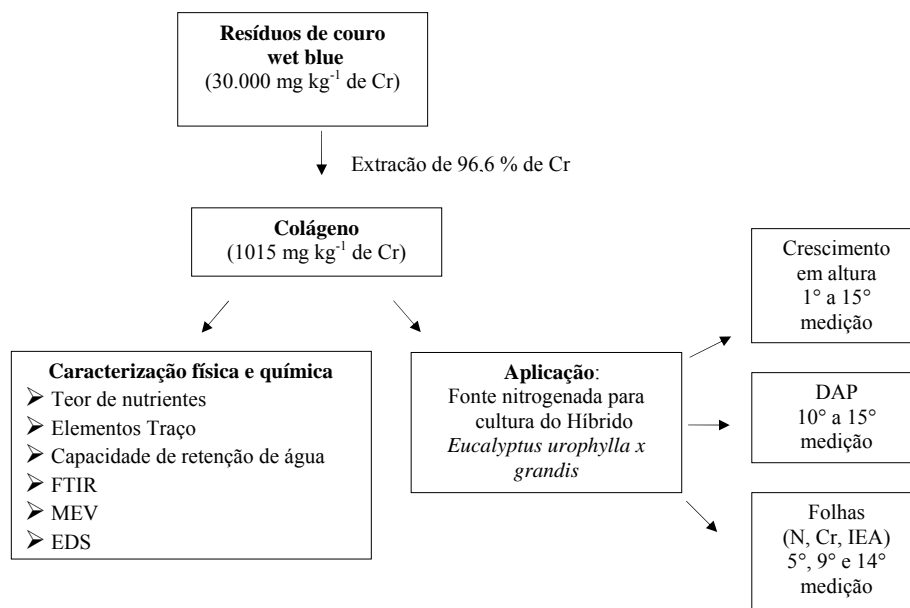 Resíduos de couro
wet blue
(30.000 mg kg⁻¹ de Cr)
Extração de 96,6 % de Cr
Colágeno
(1015 mg kg⁻¹ de Cr)
Caracterização física e química
➢ Teor de nutrientes
➢ Elementos Traço
➢ Capacidade de retenção de água
➢ FTIR
➢ MEV
➢ EDS
Aplicação:
Fonte nitrogenada para
cultura do Híbrido
Eucalyptus urophylla x
grandis
Crescimento
em altura
1° a 15°
medição
DAP
10° a 15°
medição
Folhas
(N, Cr, IEA)
5°, 9° e 14°
medição